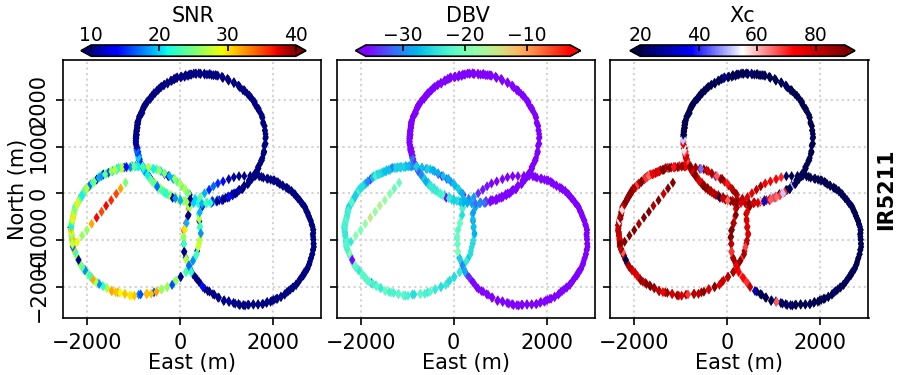 SNR DBV Xc
10 20 30 40 −30 −20 −10 20 40 60 80
North (m)
2000
1000
0
−1000
−2000
IR5211
−2000 0 2000 −2000 0 2000 −2000 0 2000
East (m) East (m) East (m)